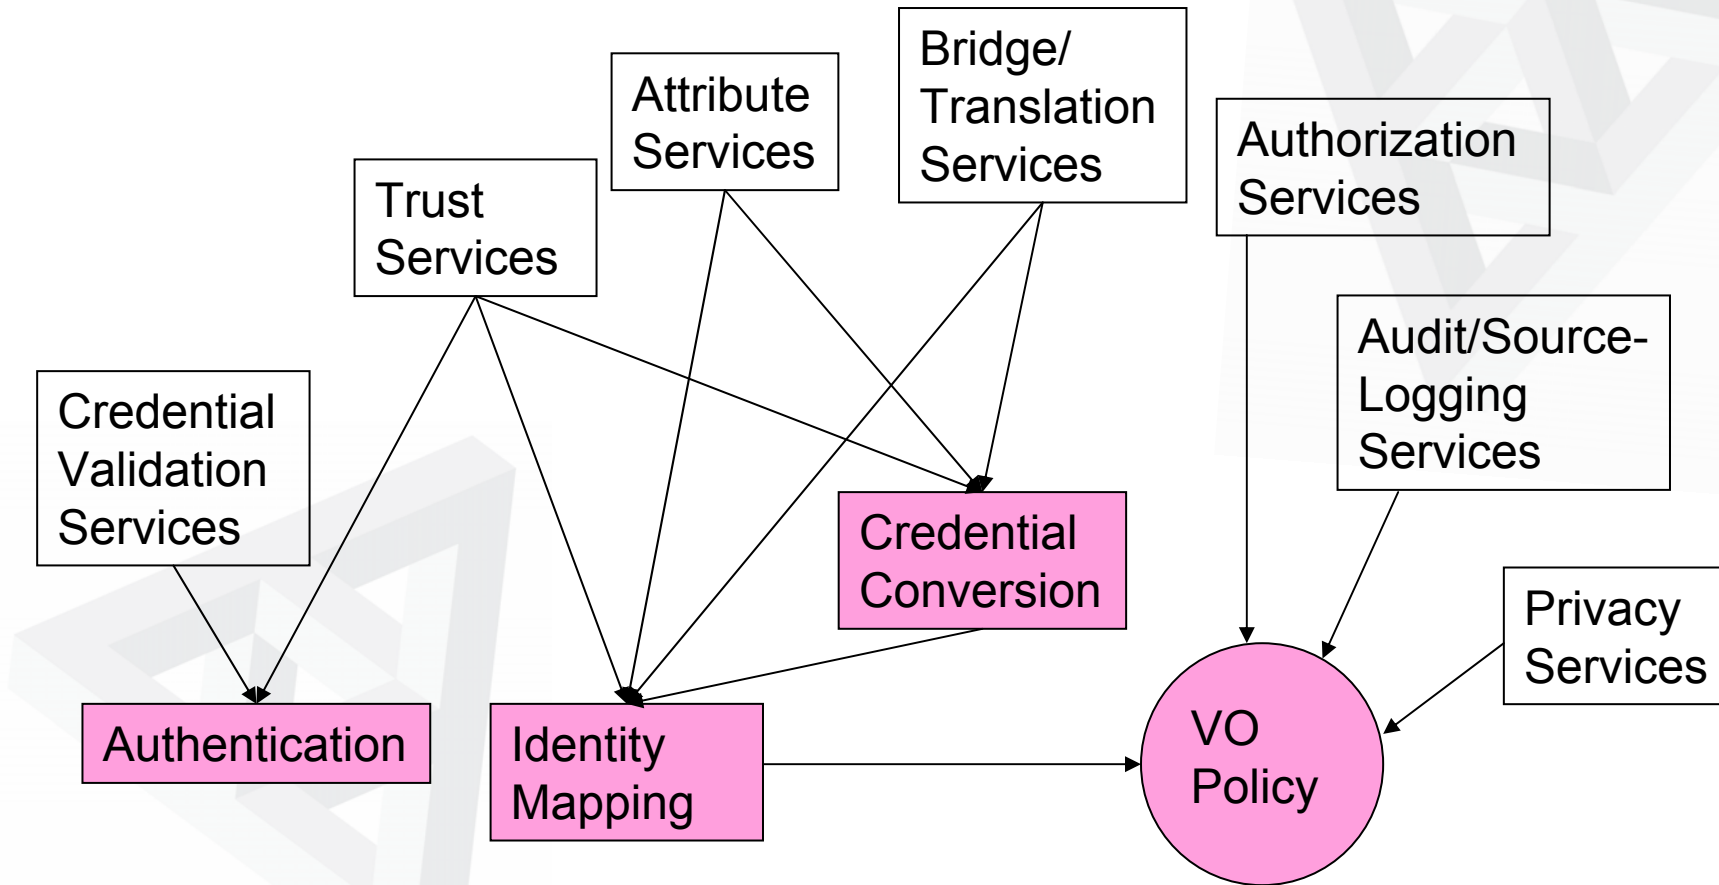 Bridge/
Translation
Services
Attribute
Services
Authorization
Services
Trust
Services
Audit/Source-
Logging
Services
Credential
Validation
Services
Credential
Conversion
Privacy
Services
Authentication
Identity
Mapping
VO
Policy